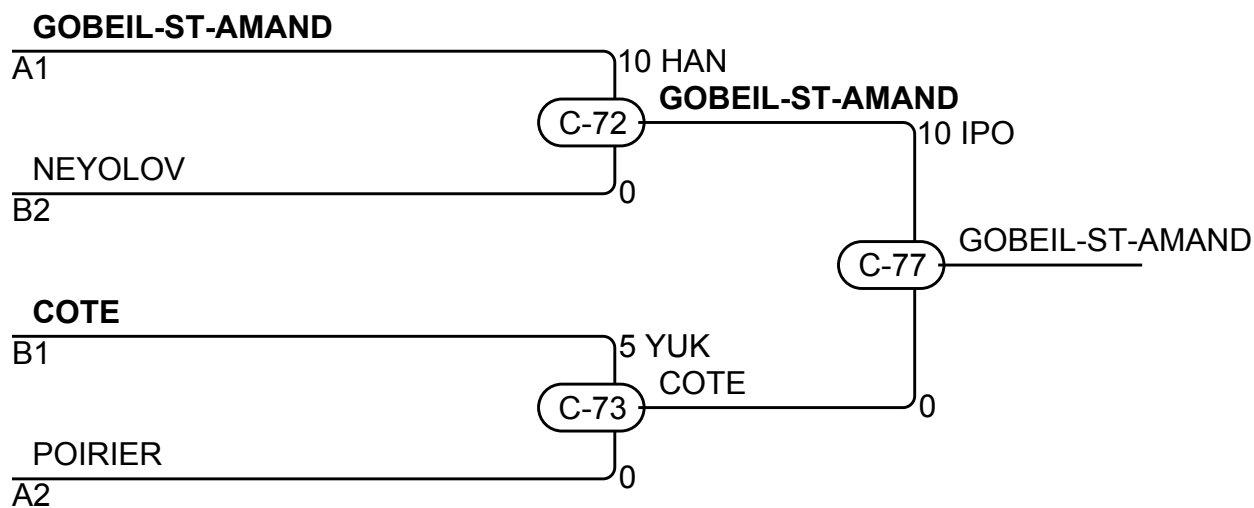 GOBEIL-ST-AMAND
A1
10 HAN
GOBEIL-ST-AMAND
C-72
10 IPO
NEYOLOV
0
B2
GOBEIL-ST-AMAND
C-77
COTE
B1
5 YUK
COTE
C-73
0
POIRIER
0
A2